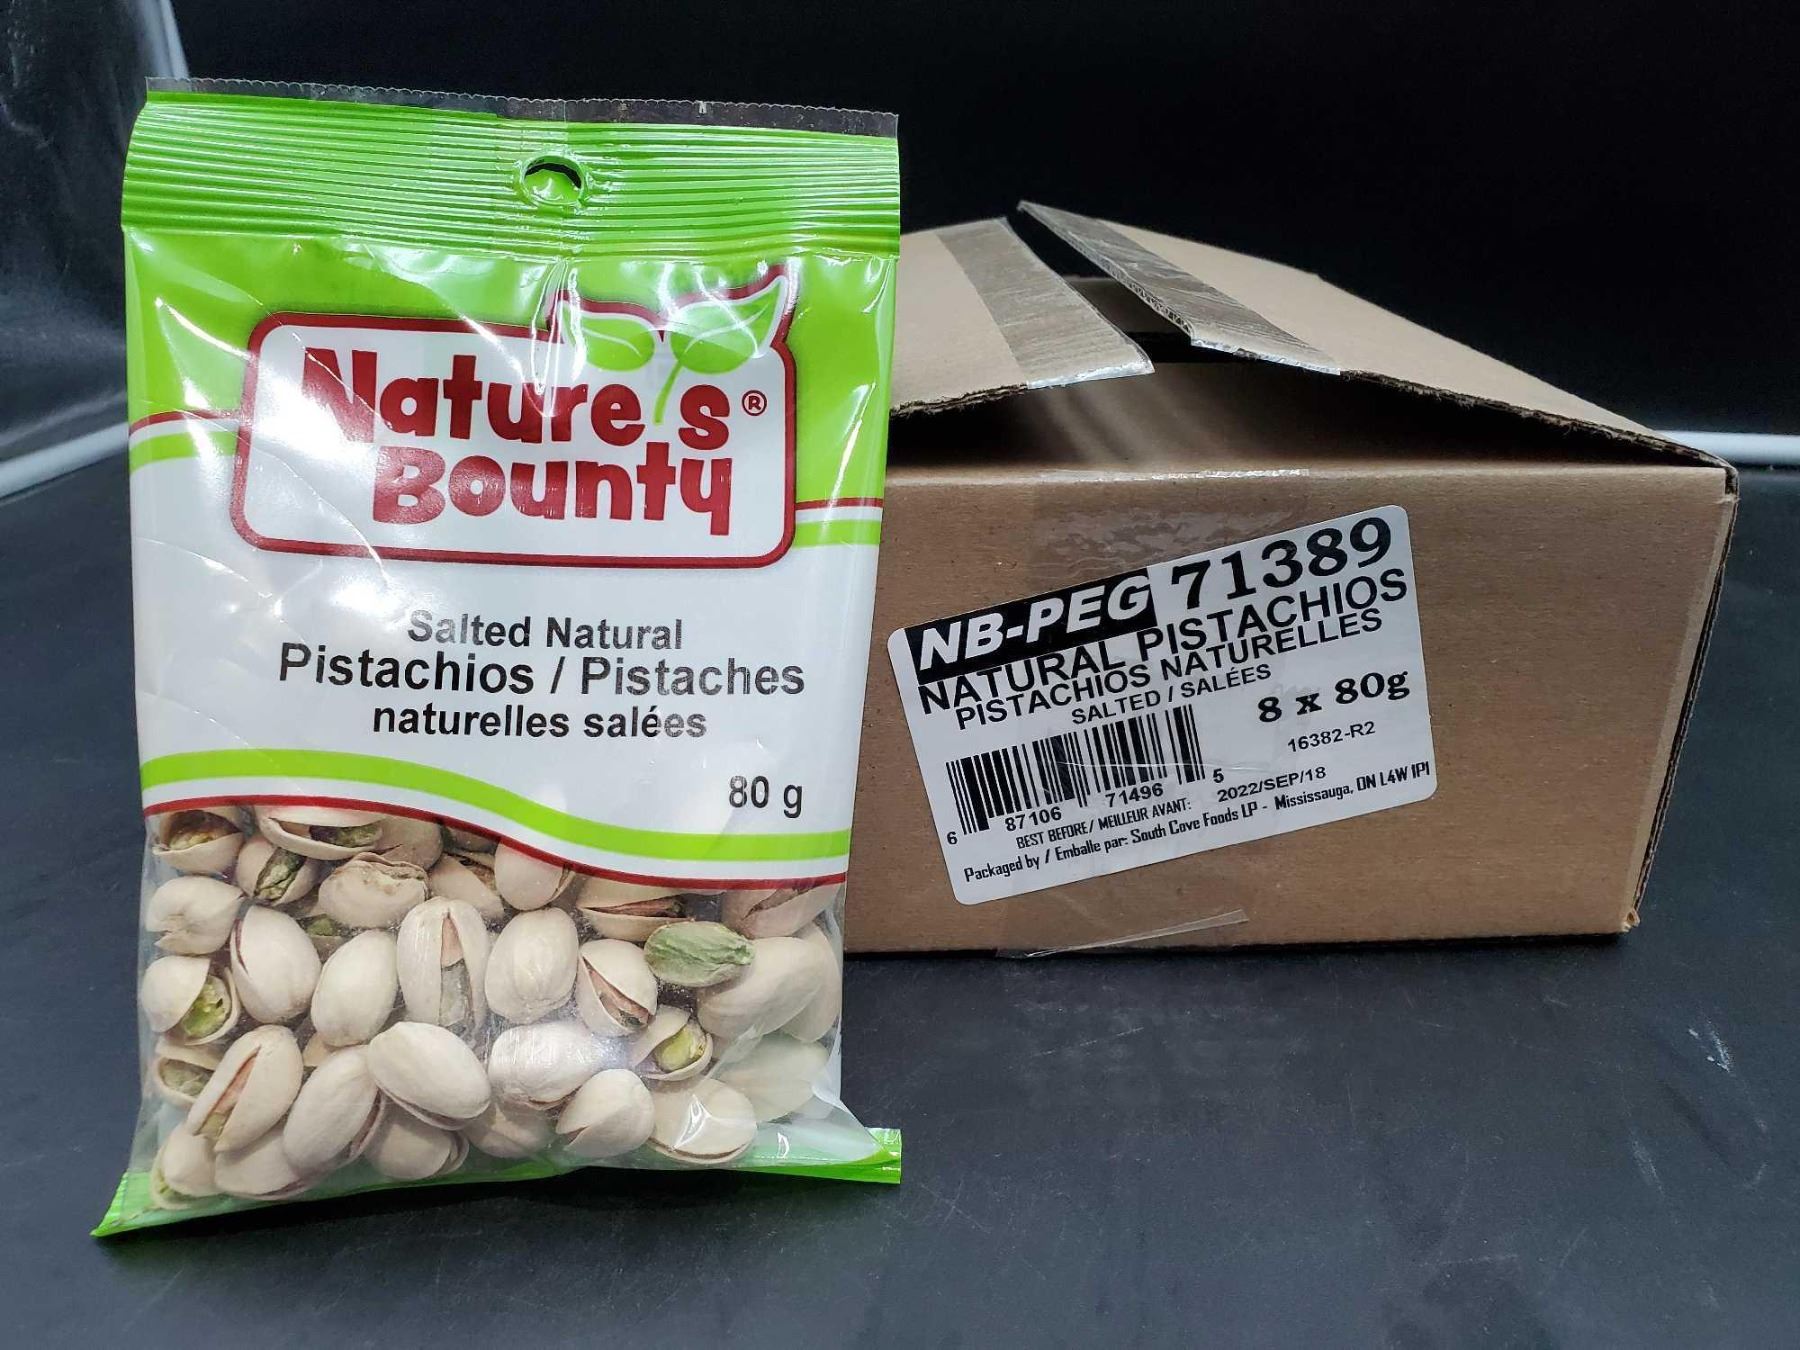 Nature's®
Bounty
Salted Natural
Pistachios / Pistaches
naturelles salées
80 g
NB-PEG 71389
NATURAL PISTACHIOS
PISTACHIOS NATURELLES
SALTED / SALÉES
8 x 80g
16382-R2
6 87106 71496 5
BEST BEFORE/ MEILLEUR AVANT: 2022/SEP/18
Packaged by / Emballe par: South Cove Foods LP - Mississauga, ON L4W 1P1